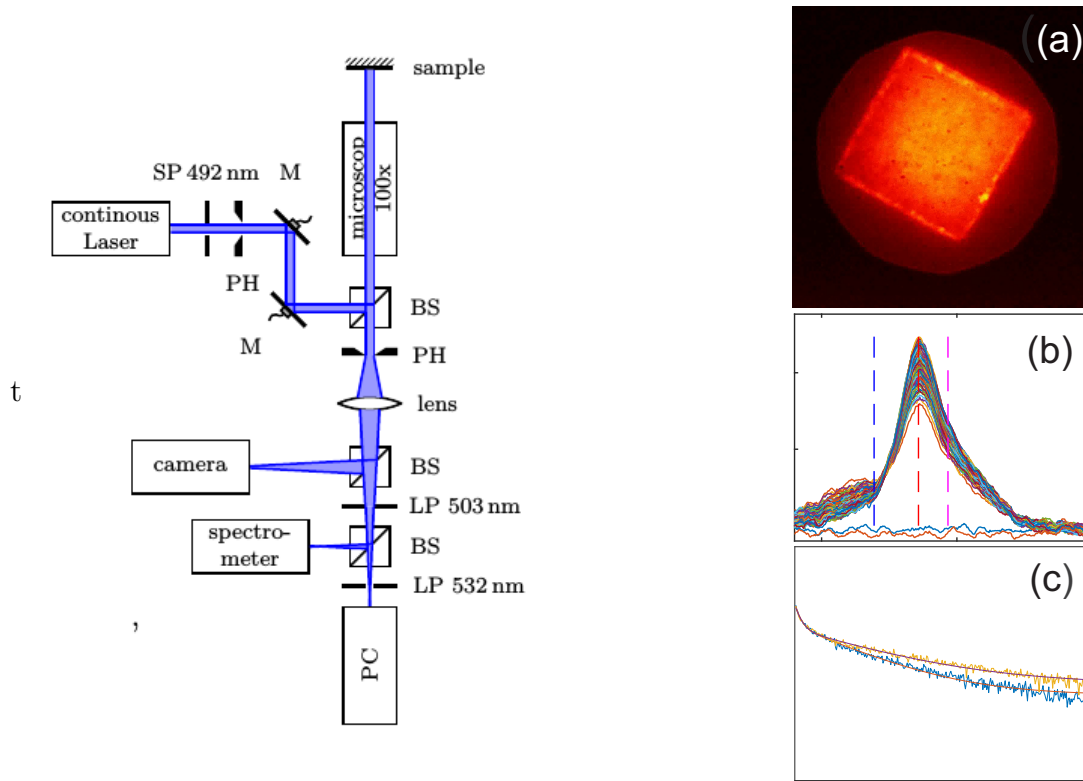 sample
microscop
100x
SP 492 nm
M
continous
Laser
PH
M
BS
PH
t
lens
camera
BS
LP 503 nm
spectro-
meter
BS
LP 532 nm
,
PC
(a)
(b)
(c)